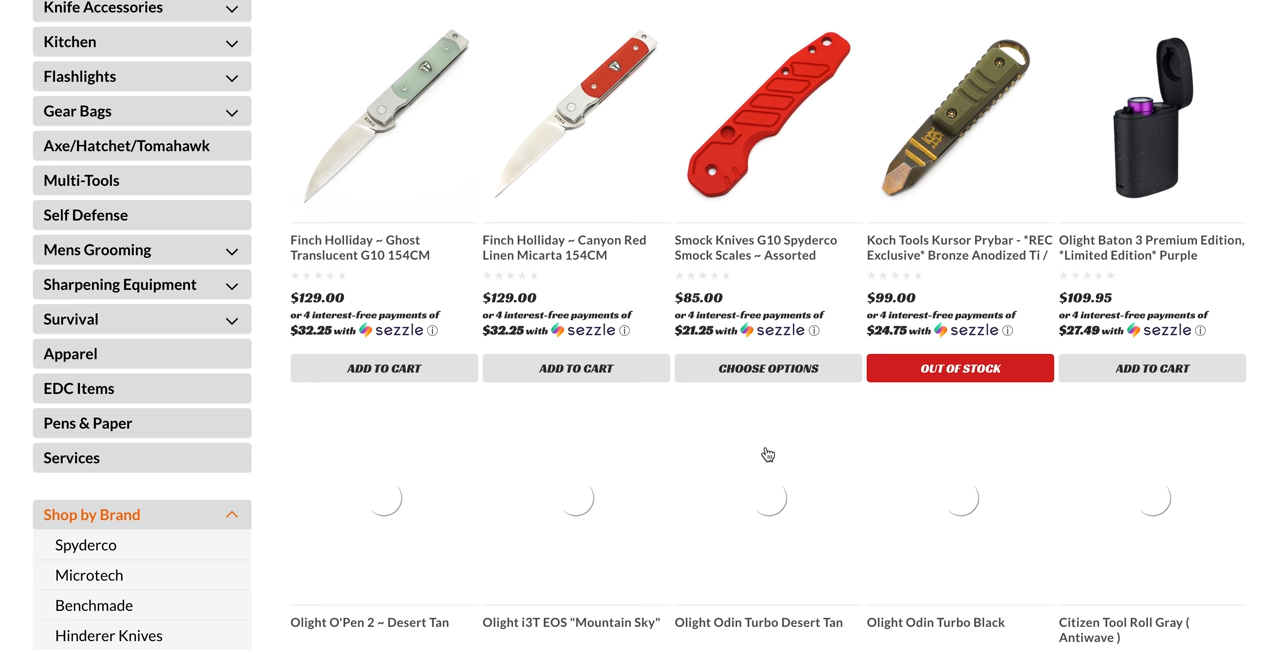 Knife Accessories
Kitchen
Flashlights
Gear Bags
Axe/Hatchet/Tomahawk
Multi-Tools
Self Defense
Mens Grooming
Sharpening Equipment
Survival
Apparel
EDC Items
Pens & Paper
Services
Shop by Brand
Spyderco
Microtech
Benchmade
Hinderer Knives
Finch Holliday ~ Ghost
Translucent G10 154CM
$129.00
or 4 interest-free payments of
$32.25 with sezzle ⓘ
ADD TO CART
Finch Holliday ~ Canyon Red
Linen Micarta 154CM
$129.00
or 4 interest-free payments of
$32.25 with sezzle ⓘ
ADD TO CART
Smock Knives G10 Spyderco
Smock Scales ~ Assorted
$85.00
or 4 interest-free payments of
$21.25 with sezzle ⓘ
CHOOSE OPTIONS
Koch Tools Kursor Prybar - *REC
Exclusive* Bronze Anodized Ti /
$99.00
or 4 interest-free payments of
$24.75 with sezzle ⓘ
OUT OF STOCK
Olight Baton 3 Premium Edition,
*Limited Edition* Purple
$109.95
or 4 interest-free payments of
$27.49 with sezzle ⓘ
ADD TO CART
Olight O'Pen 2 ~ Desert Tan
Olight i3T EOS "Mountain Sky"
Olight Odin Turbo Desert Tan
Olight Odin Turbo Black
Citizen Tool Roll Gray (
Antiwave )